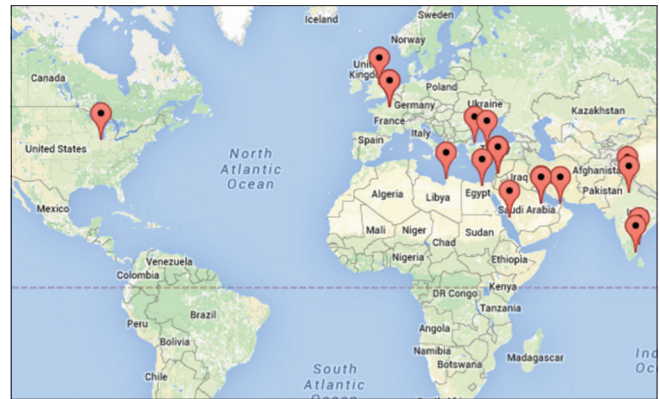 Iceland
Sweden
Norway
Canada
Unit
Kingd
Poland
Germany
Ukraine
Kazakhstan
France
United States
Spain
Italy
North
Atlantic
Ocean
Iraq
Afghanista
Pakistan
Algeria
Libya
Egypt
Saudi Arabia
Mexico
Mali
Niger
Chad
Sudan
Nigeria
Ethiopia
Venezuela
Colombia
DR Congo
Kenya
Tanzania
Brazil
Peru
Angola
Bolivia
Namibia
Botswana
Madagascar
Chile
South
Atlantic
Ocean
Ind
Oc